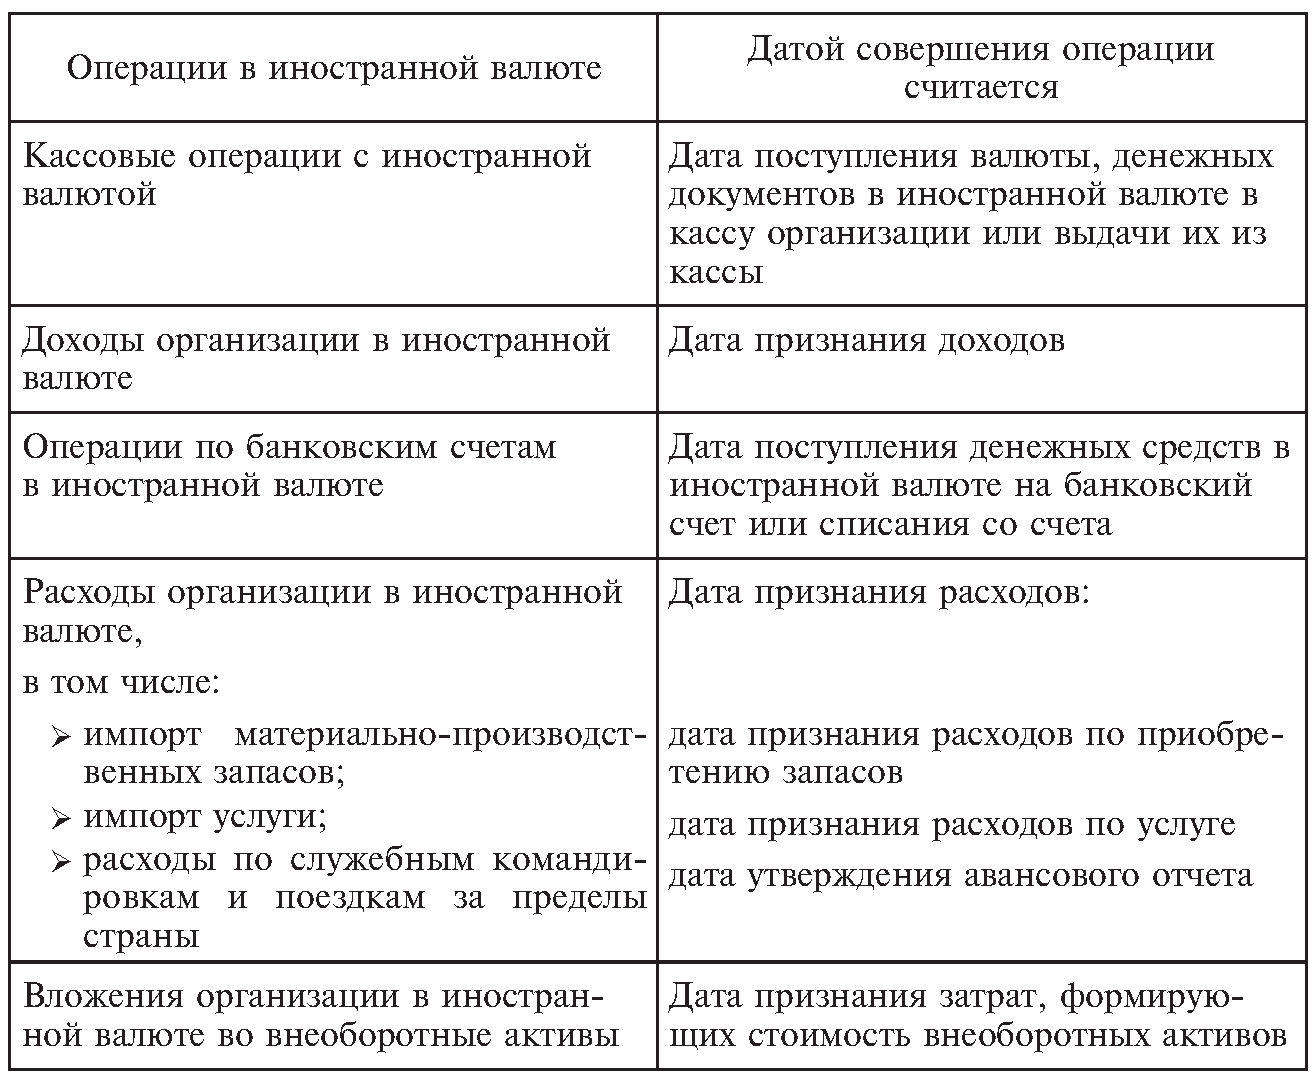 Операции в иностранной валюте
Датой совершения операции
считается
Кассовые операции с иностранной
валютой
Дата поступления валюты, денежных
документов в иностранной валюте в
кассу организации или выдачи их из
кассы
Доходы организации в иностранной
валюте
Дата признания доходов
Операции по банковским счетам
в иностранной валюте
Дата поступления денежных средств в
иностранной валюте на банковский
счет или списания со счета
Расходы организации в иностранной
валюте,
в том числе:
Дата признания расходов:
➢ импорт материально-производст-
венных запасов;
дата признания расходов по приобре-
тению запасов
➢ импорт услуги;
дата признания расходов по услуге
➢ расходы по служебным команди-
ровкам и поездкам за пределы
страны
дата утверждения авансового отчета
Вложения организации в иностран-
ной валюте во внеоборотные активы
Дата признания затрат, формирую-
щих стоимость внеоборотных активов